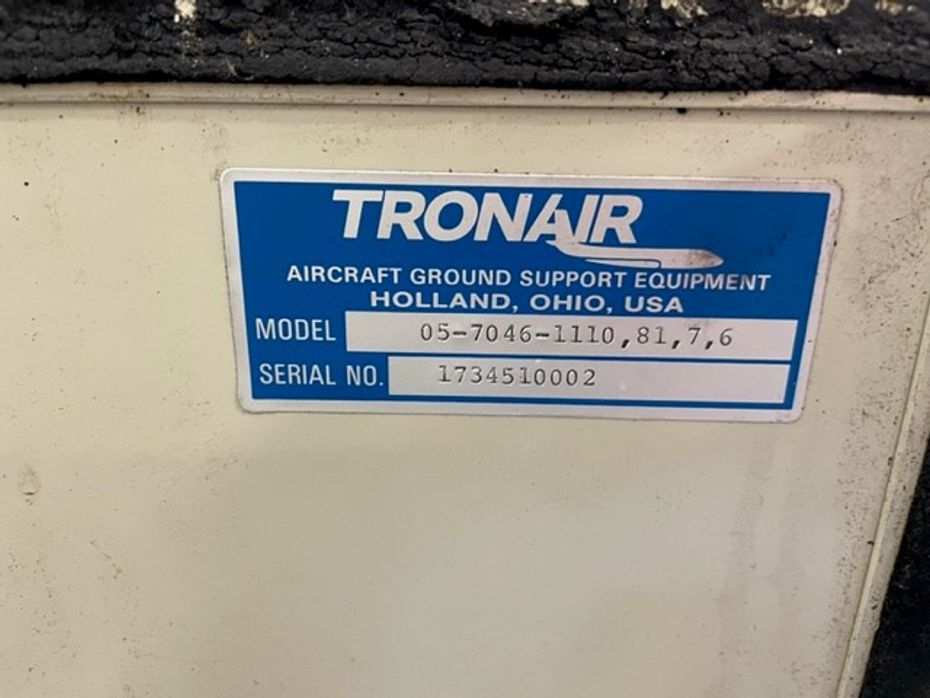 TRONAIR
AIRCRAFT GROUND SUPPORT EQUIPMENT
HOLLAND, OHIO, USA
MODEL 05-7046-1110,81,7,6
SERIAL NO. 1734510002